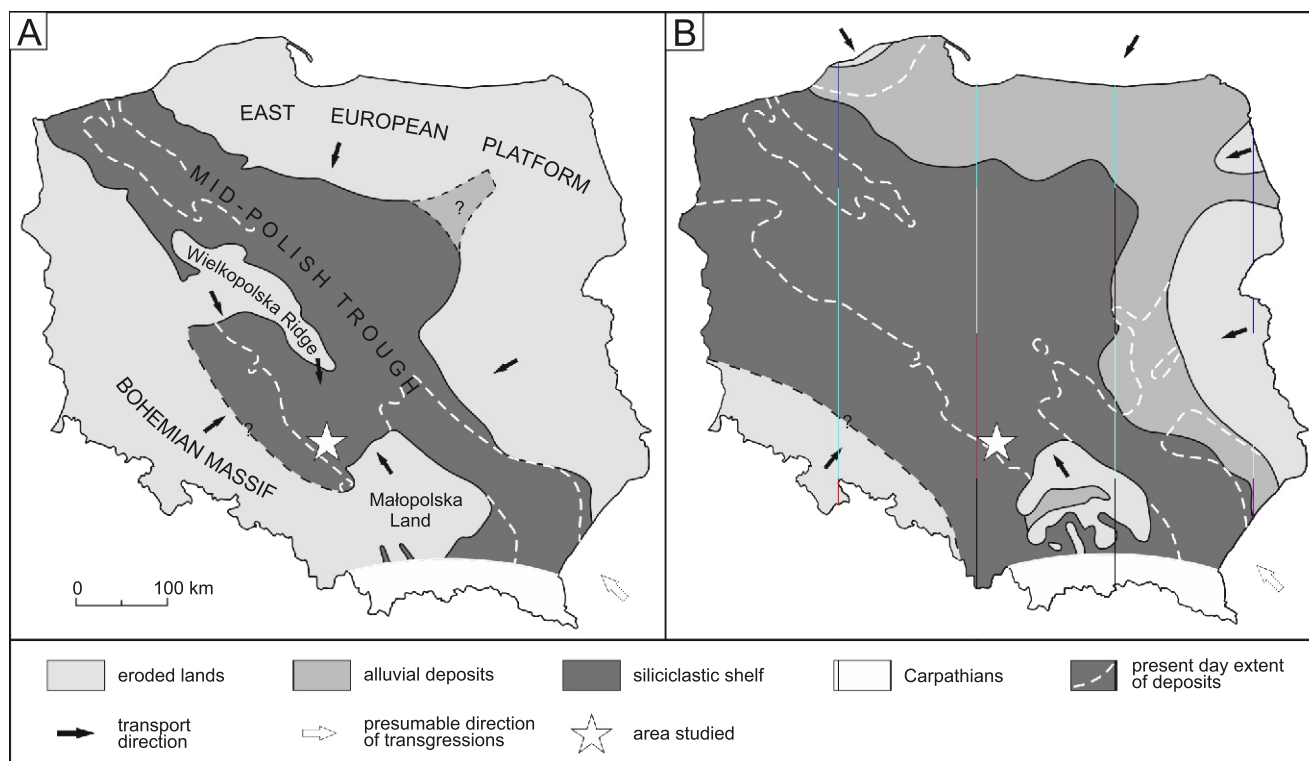 A
B
EAST EUROPEAN PLATFORM
?
MID-POLISH TROUGH
Wielkopolska Ridge
BOHEMIAN MASSIF
?
Małopolska
Land
0 100 km
?
eroded lands
alluvial deposits
siliciclastic shelf
Carpathians
present day extent
of deposits
transport
direction
presumable direction
of transgressions
area studied